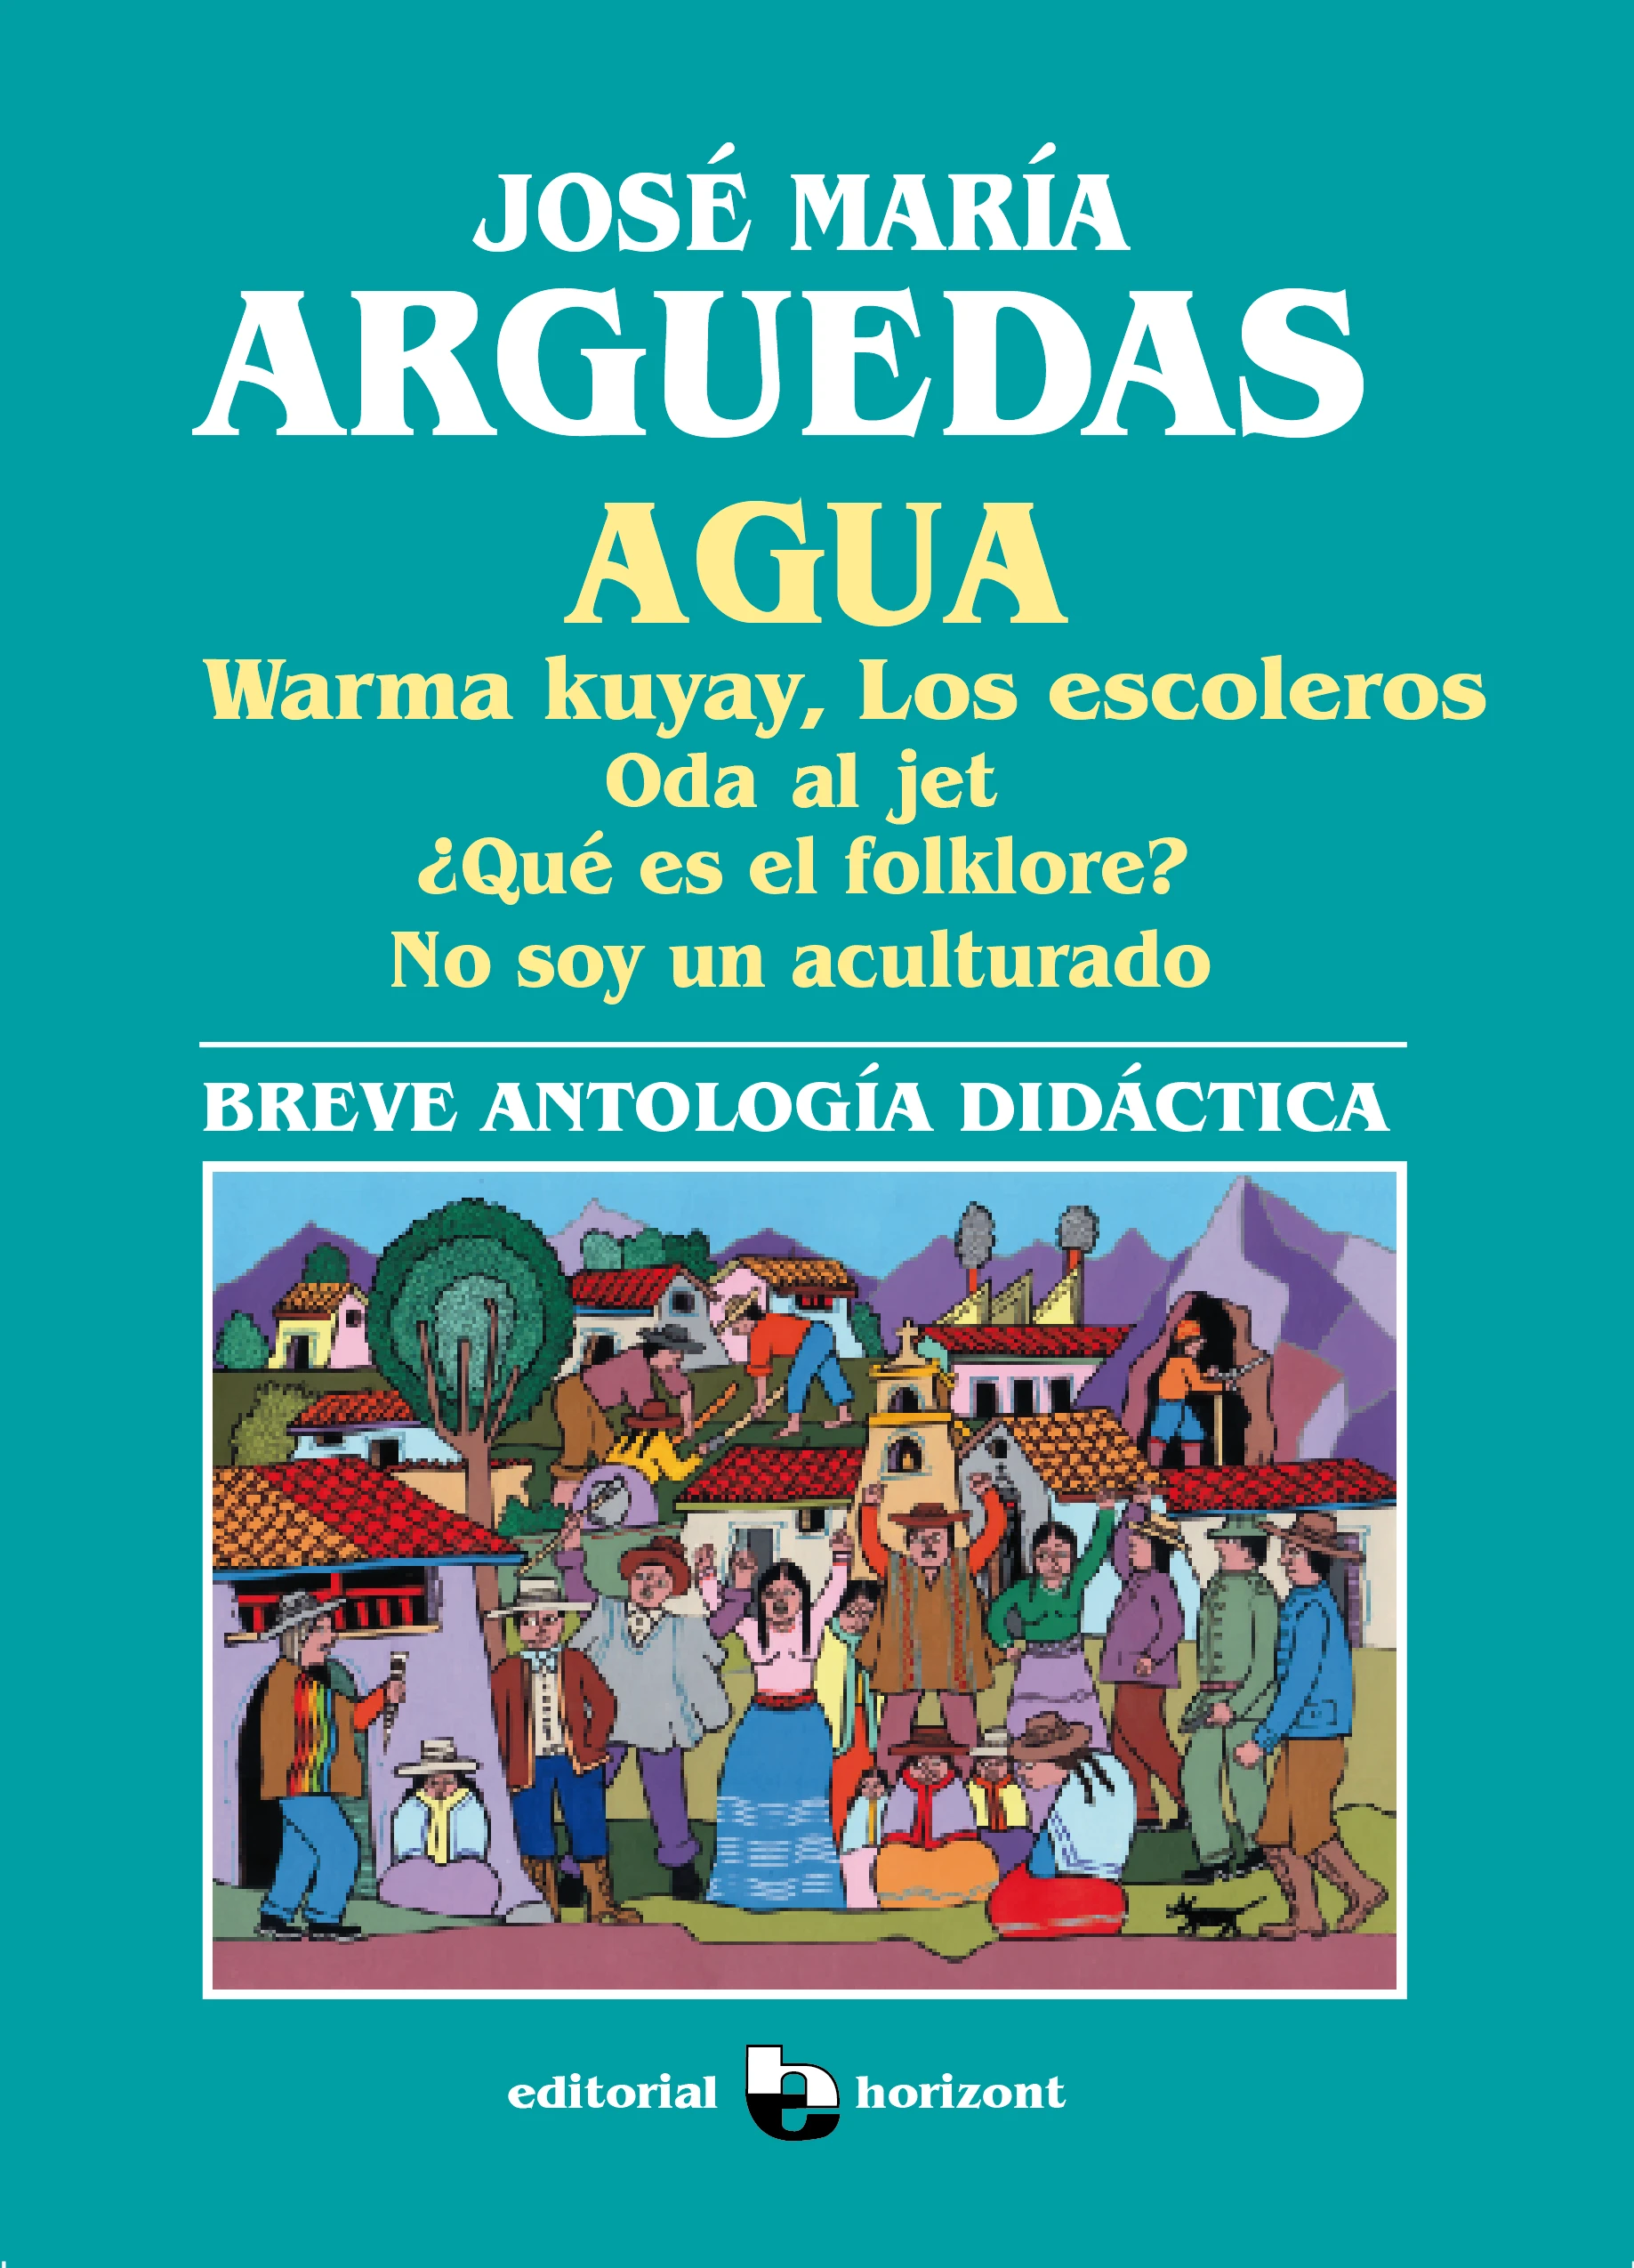 JOSÉ MARÍA
ARGUEDAS
AGUA
Warma kuyay, Los escoleros
Oda al jet
¿Qué es el folklore?
No soy un aculturado
BREVE ANTOLOGÍA DIDÁCTICA
editorial he horizont